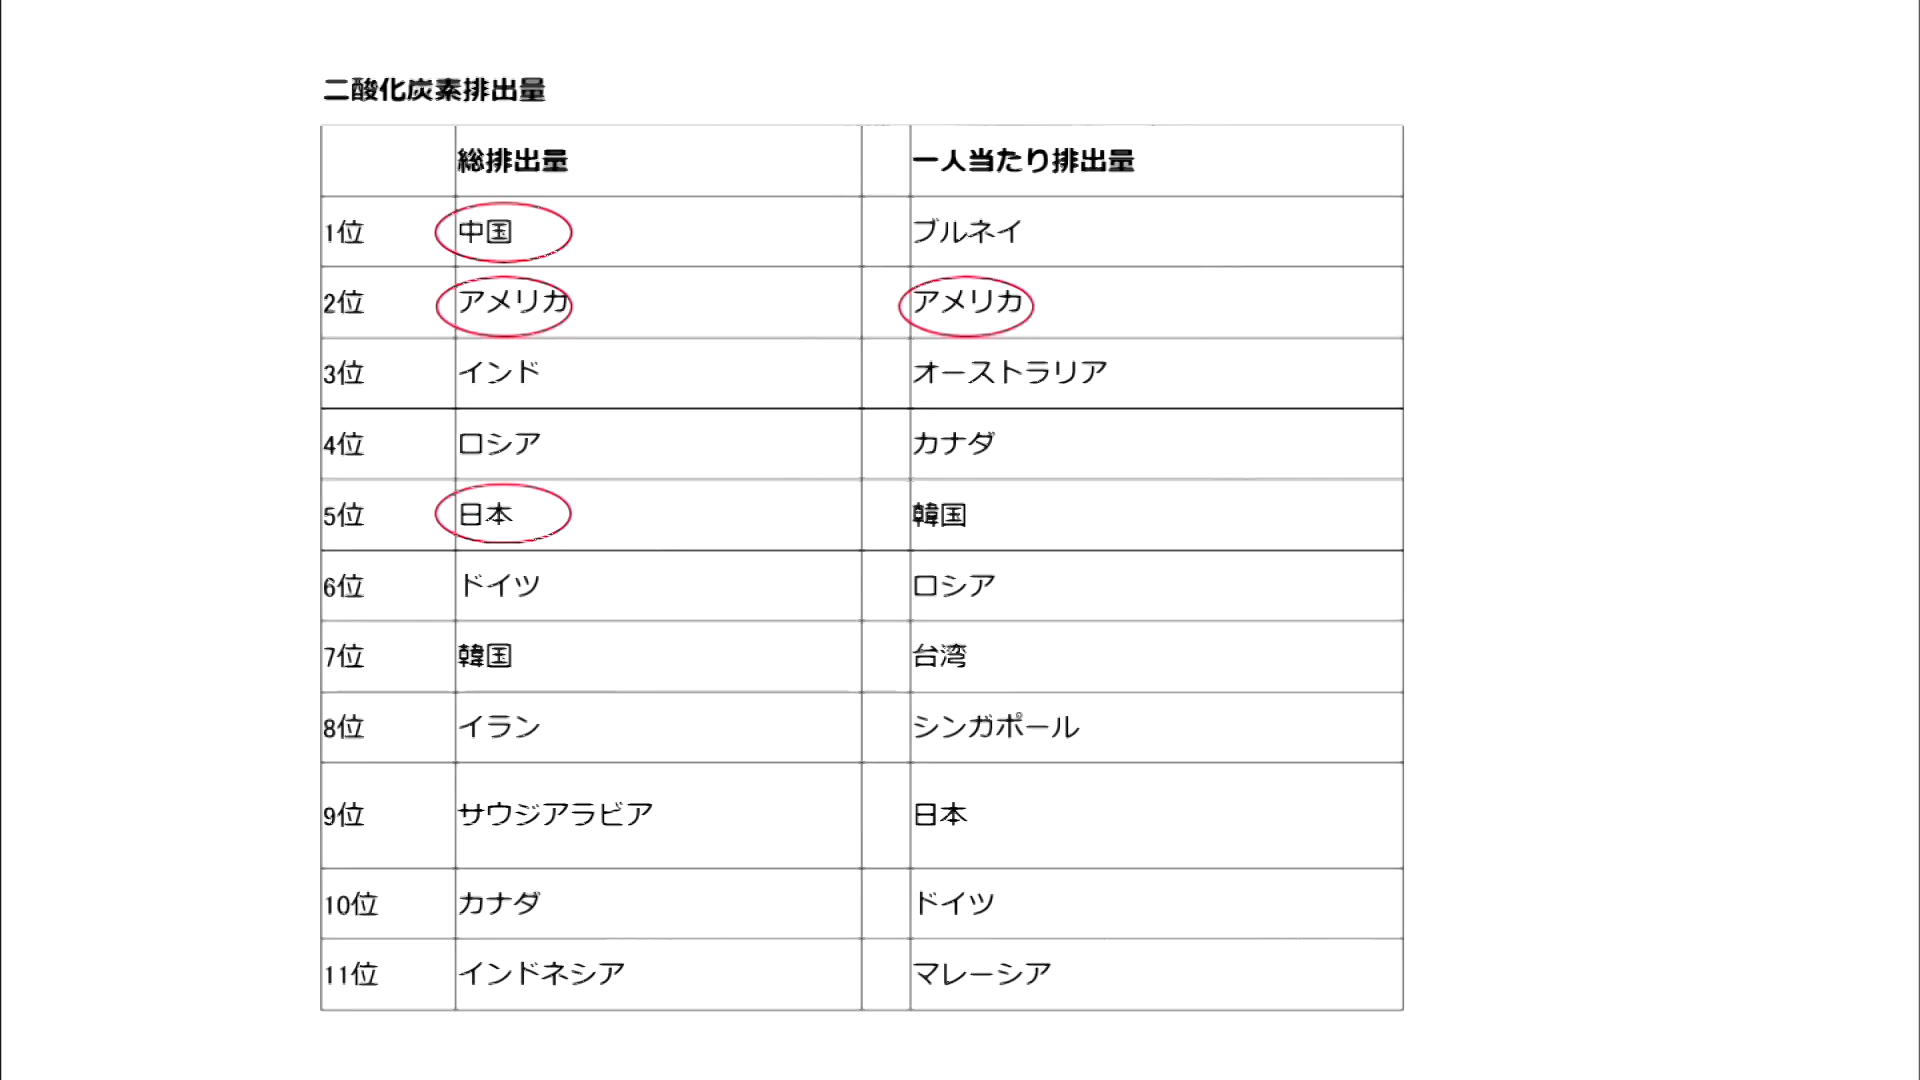 二酸化炭素排出量
総排出量 一人当たり排出量
1位 中国 ブルネイ
2位 アメリカ アメリカ
3位 インド オーストラリア
4位 ロシア カナダ
5位 日本 韓国
6位 ドイツ ロシア
7位 韓国 台湾
8位 イラン シンガポール
9位 サウジアラビア 日本
10位 カナダ ドイツ
11位 インドネシア マレーシア